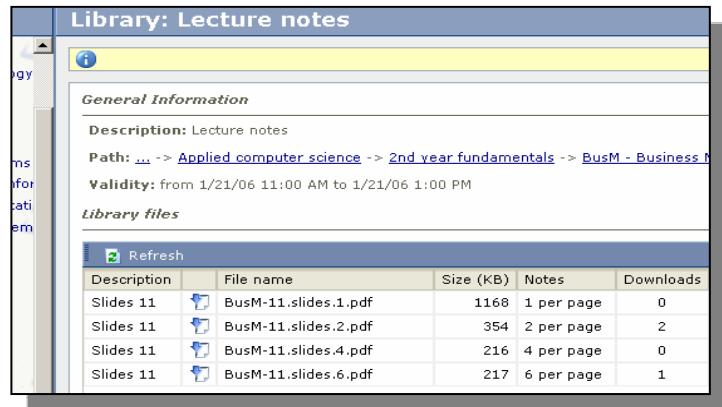 Library: Lecture notes
General Information
Description: Lecture notes
Path: ... -> Applied computer science -> 2nd year fundamentals -> BusM - Business
Validity: from 1/21/06 11:00 AM to 1/21/06 1:00 PM
Library files
Refresh
Description File name Size (KB) Notes Downloads
Slides 11 BusM-11.slides.1.pdf 1168 1 per page 0
Slides 11 BusM-11.slides.2.pdf 354 2 per page 2
Slides 11 BusM-11.slides.4.pdf 216 4 per page 0
Slides 11 BusM-11.slides.6.pdf 217 6 per page 1